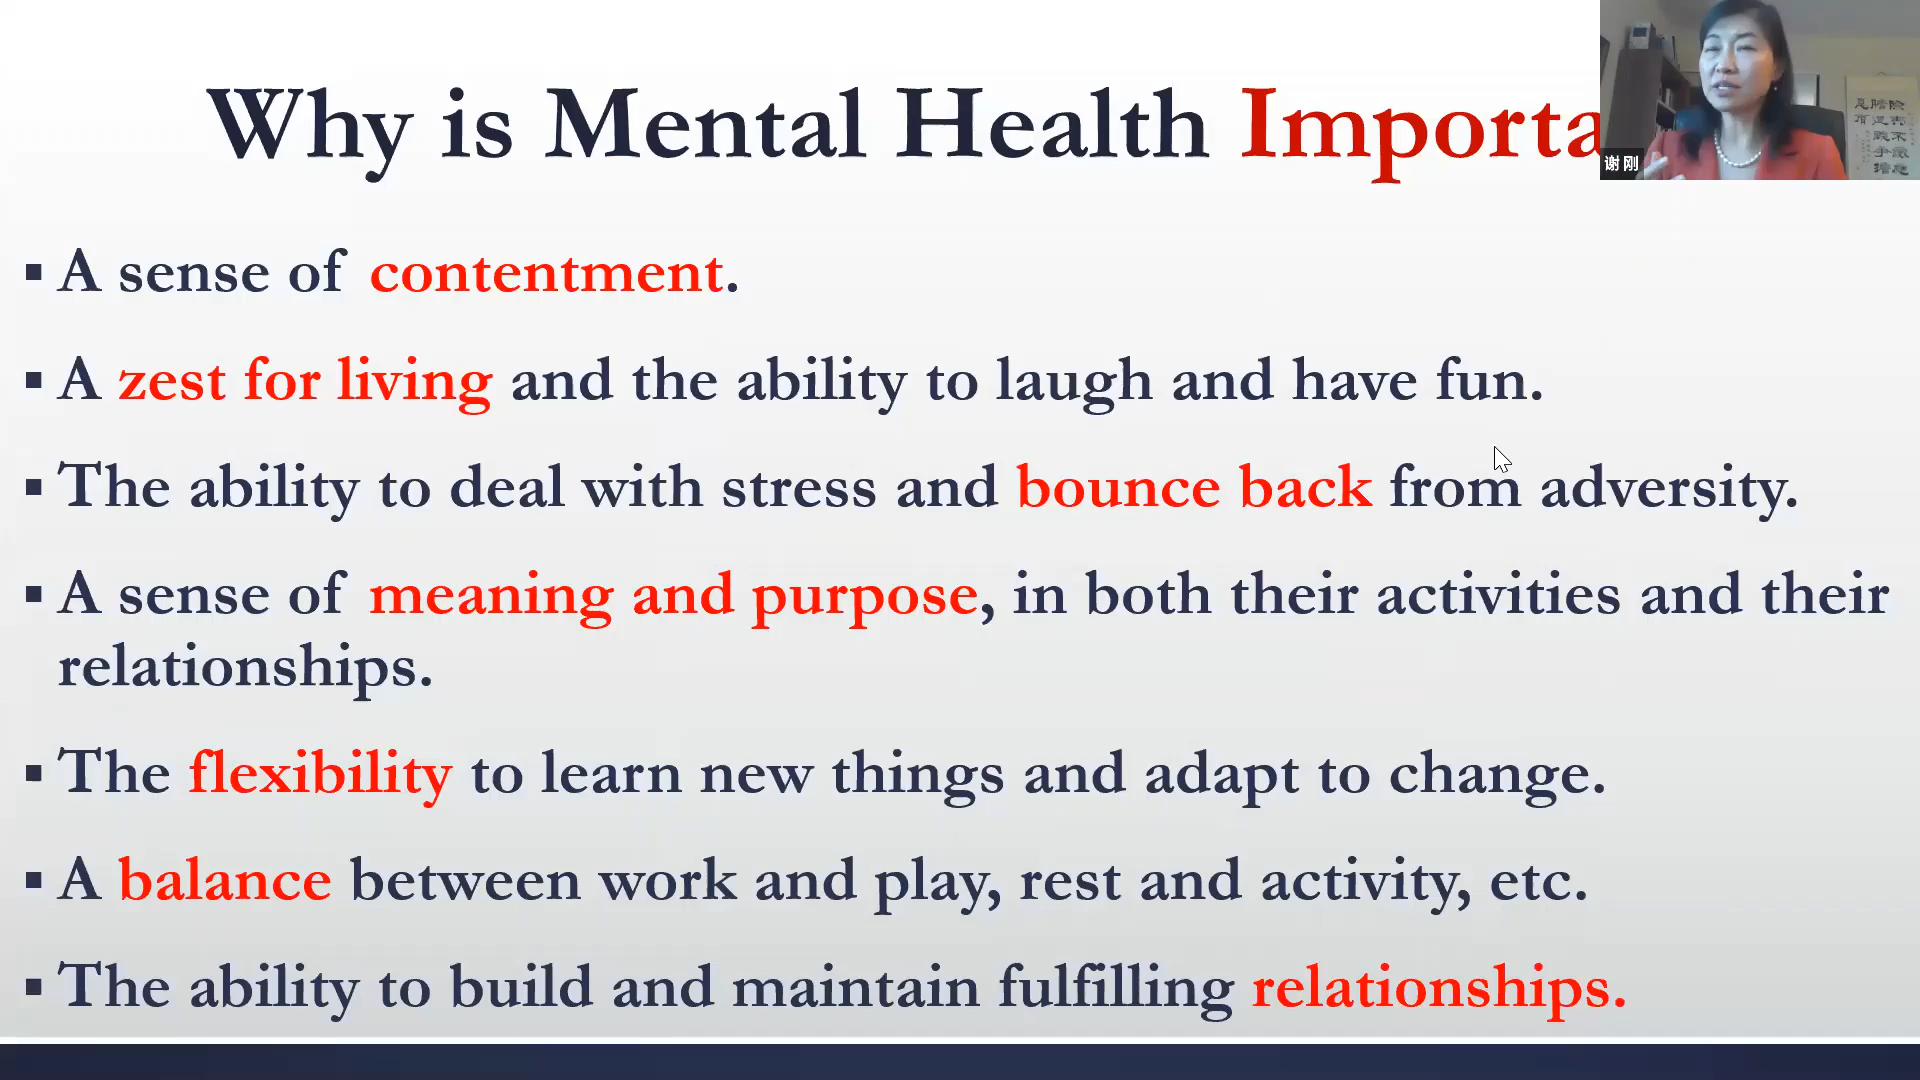 Why is Mental Health Importa
▪ A sense of contentment.
▪ A zest for living and the ability to laugh and have fun.
▪ The ability to deal with stress and bounce back from adversity.
▪ A sense of meaning and purpose, in both their activities and their
relationships.
▪ The flexibility to learn new things and adapt to change.
▪ A balance between work and play, rest and activity, etc.
▪ The ability to build and maintain fulfilling relationships.
谢刚